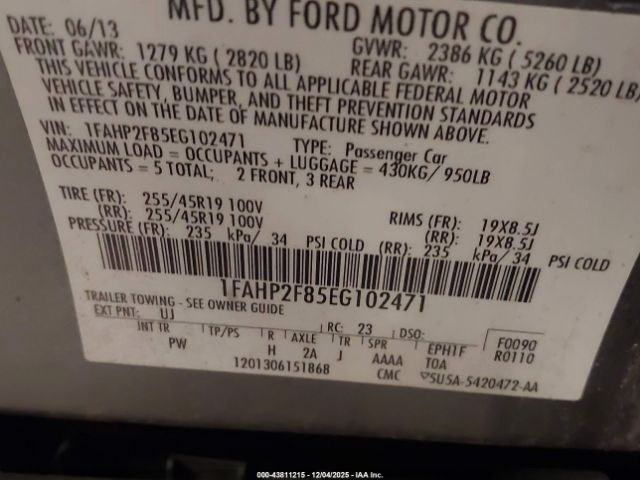 MFD. BY FORD MOTOR CO.
DATE: 06/13
FRONT GAWR: 1279 KG ( 2820 LB)
GVWR: 2386 KG ( 5260 LB)
REAR GAWR: 1143 KG ( 2520 LB)
THIS VEHICLE CONFORMS TO ALL APPLICABLE FEDERAL MOTOR
VEHICLE SAFETY, BUMPER, AND THEFT PREVENTION STANDARDS
IN EFFECT ON THE DATE OF MANUFACTURE SHOWN ABOVE.
VIN: 1FAHP2F85EG102471 TYPE: Passenger Car
MAXIMUM LOAD = OCCUPANTS + LUGGAGE = 430KG/ 950LB
OCCUPANTS = 5 TOTAL; 2 FRONT, 3 REAR
TIRE (FR): 255/45R19 100V RIMS (FR): 19X8.5J
(RR): 255/45R19 100V (RR): 19X8.5J
PRESSURE (FR): 235 kPa/ 34 PSI COLD (RR): 235 kPa/ 34 PSI COLD
1FAHP2F85EG102471
TRAILER TOWING - SEE OWNER GUIDE
EXT PNT: UJ RC: 23 DSO: F0090
INT TR TP/PS R AXLE TR SPR EPH1F R0110
PW H 2A J AAAA TOA
1201306151868 CMC ▽SU5A-5420472-AA
000-43811215 - 12/04/2025 - IAA Inc.